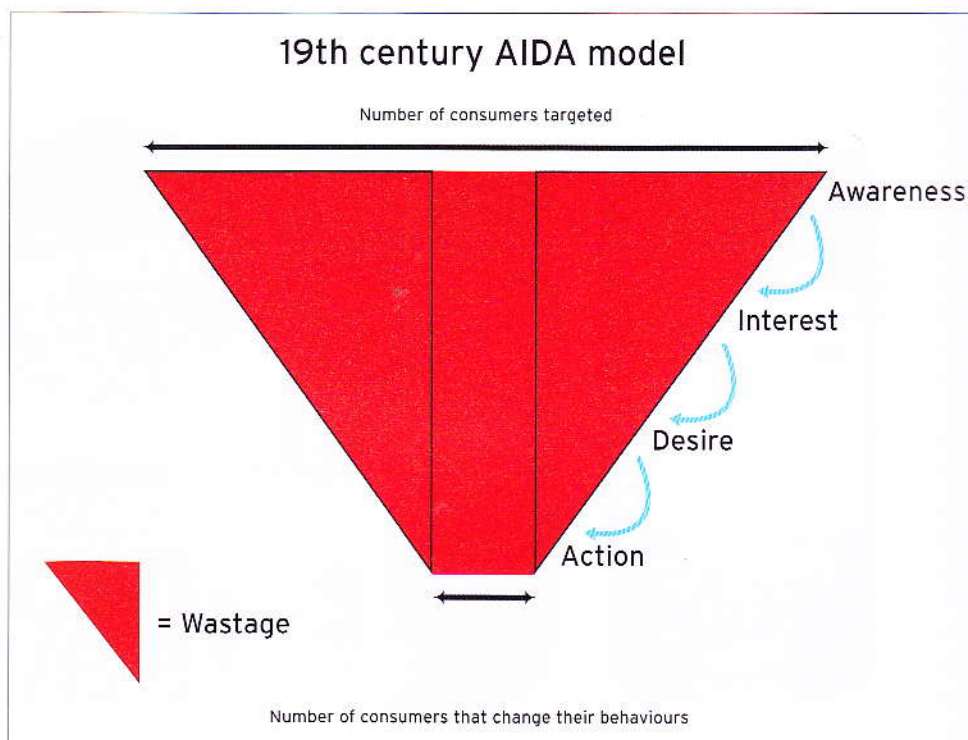 19th century AIDA model
Number of consumers targeted
Awareness
Interest
Desire
Action
= Wastage
Number of consumers that change their behaviours